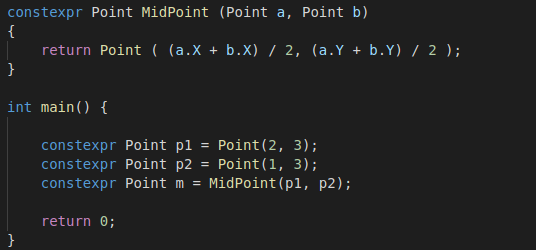 constexpr Point MidPoint (Point a, Point b)
{
    return Point ( (a.X + b.X) / 2, (a.Y + b.Y) / 2 );
}

int main() {

    constexpr Point p1 = Point(2, 3);
    constexpr Point p2 = Point(1, 3);
    constexpr Point m = MidPoint(p1, p2);

    return 0;
}